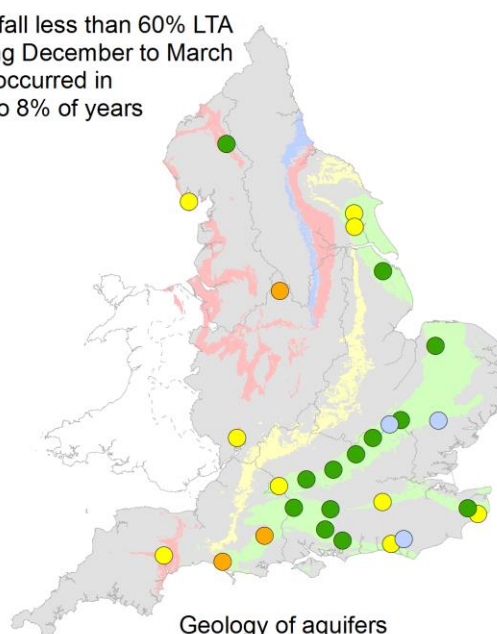 fall less than 60% LTA
g December to March
occurred in
o 8% of years
Geology of aquifers